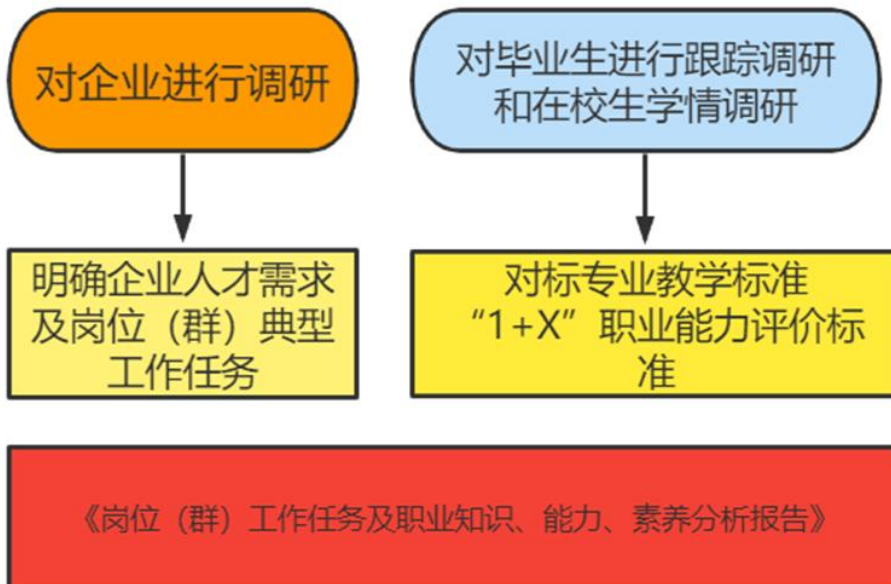 对企业进行调研
对毕业生进行跟踪调研
和在校生学情调研
明确企业人才需求
及岗位（群）典型
工作任务
对标专业教学标准
“1+X”职业能力评价标
准
《岗位（群）工作任务及职业知识、能力、素养分析报告》